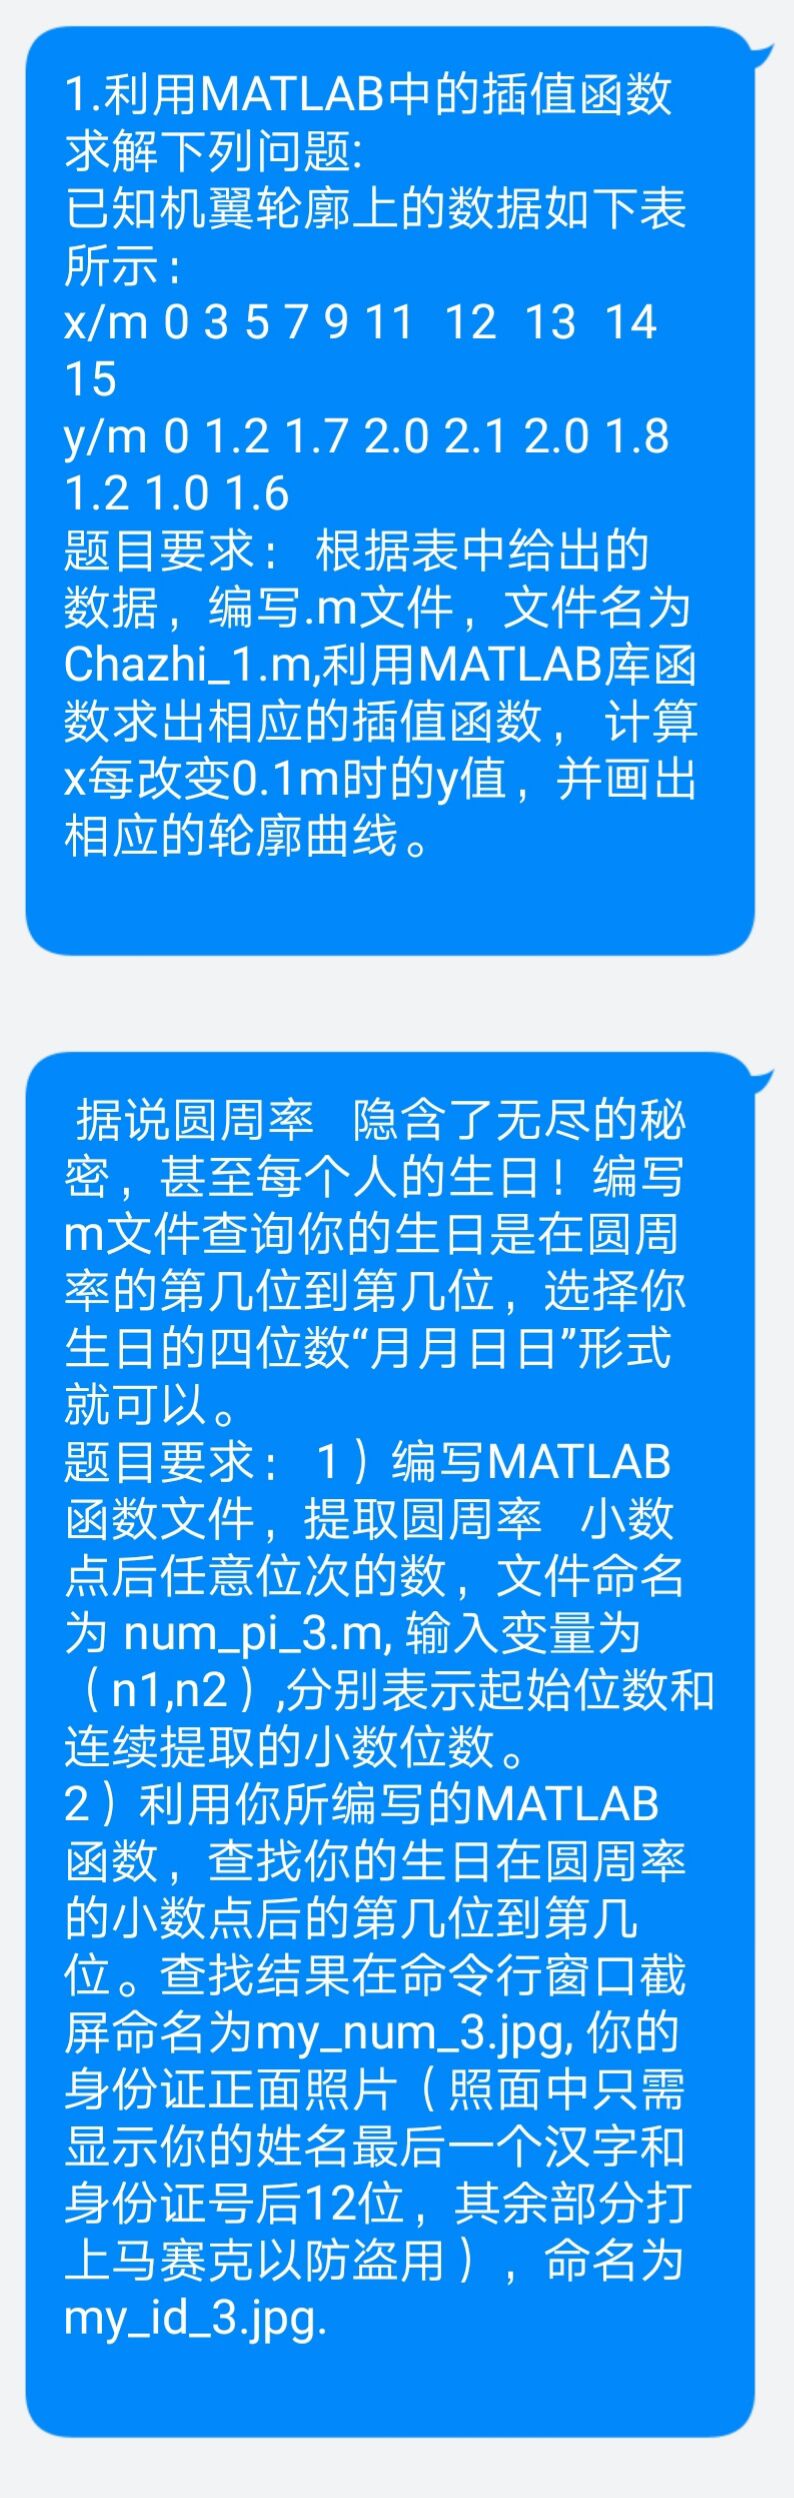 1.利用MATLAB中的插值函数
求解下列问题:
已知机翼轮廓上的数据如下表
所示：
x/m 0 3 5 7 9 11 12 13 14
15
y/m 0 1.2 1.7 2.0 2.1 2.0 1.8
1.2 1.0 1.6
题目要求： 根据表中给出的
数据，编写.m文件，文件名为
Chazhi_1.m,利用MATLAB库函
数求出相应的插值函数， 计算
x每改变0.1m时的y值，并画出
相应的轮廓曲线。
据说圆周率 隐含了无尽的秘
密，甚至每个人的生日！编写
m文件查询你的生日是在圆周
率的第几位到第几位，选择你
生日的四位数“月月日日”形式
就可以。
题目要求： 1）编写MATLAB
函数文件，提取圆周率 小数
点后任意位次的数，文件命名
为 num_pi_3.m, 输入变量为
（n1,n2）,分别表示起始位数和
连续提取的小数位数。
2）利用你所编写的MATLAB
函数，查找你的生日在圆周率
的小数点后的第几位到第几
位。查找结果在命令行窗口截
屏命名为my_num_3.jpg, 你的
身份证正面照片（照面中只需
显示你的姓名最后一个汉字和
身份证号后12位，其余部分打
上马赛克以防盗用），命名为
my_id_3.jpg.